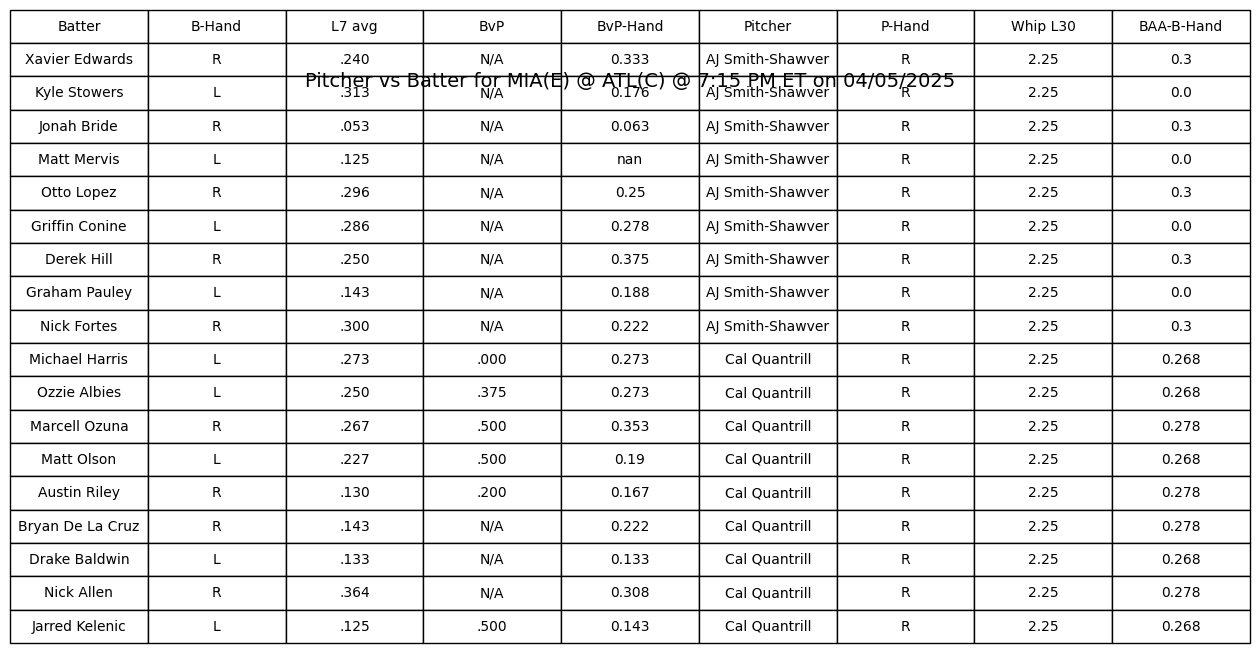 Batter B-Hand L7 avg BvP BvP-Hand Pitcher P-Hand Whip L30 BAA-B-Hand
Xavier Edwards R .240 N/A 0.333 AJ Smith-Shawver R 2.25 0.3
Pitcher vs Batter for MIA(E) @ ATL(C) @ 7:15 PM ET on 04/05/2025
Kyle Stowers L .313 N/A 0.176 AJ Smith-Shawver R 2.25 0.0
Jonah Bride R .053 N/A 0.063 AJ Smith-Shawver R 2.25 0.3
Matt Mervis L .125 N/A nan AJ Smith-Shawver R 2.25 0.0
Otto Lopez R .296 N/A 0.25 AJ Smith-Shawver R 2.25 0.3
Griffin Conine L .286 N/A 0.278 AJ Smith-Shawver R 2.25 0.0
Derek Hill R .250 N/A 0.375 AJ Smith-Shawver R 2.25 0.3
Graham Pauley L .143 N/A 0.188 AJ Smith-Shawver R 2.25 0.0
Nick Fortes R .300 N/A 0.222 AJ Smith-Shawver R 2.25 0.3
Michael Harris L .273 .000 0.273 Cal Quantrill R 2.25 0.268
Ozzie Albies L .250 .375 0.273 Cal Quantrill R 2.25 0.268
Marcell Ozuna R .267 .500 0.353 Cal Quantrill R 2.25 0.278
Matt Olson L .227 .500 0.19 Cal Quantrill R 2.25 0.268
Austin Riley R .130 .200 0.167 Cal Quantrill R 2.25 0.278
Bryan De La Cruz R .143 N/A 0.222 Cal Quantrill R 2.25 0.278
Drake Baldwin L .133 N/A 0.133 Cal Quantrill R 2.25 0.268
Nick Allen R .364 N/A 0.308 Cal Quantrill R 2.25 0.278
Jarred Kelenic L .125 .500 0.143 Cal Quantrill R 2.25 0.268